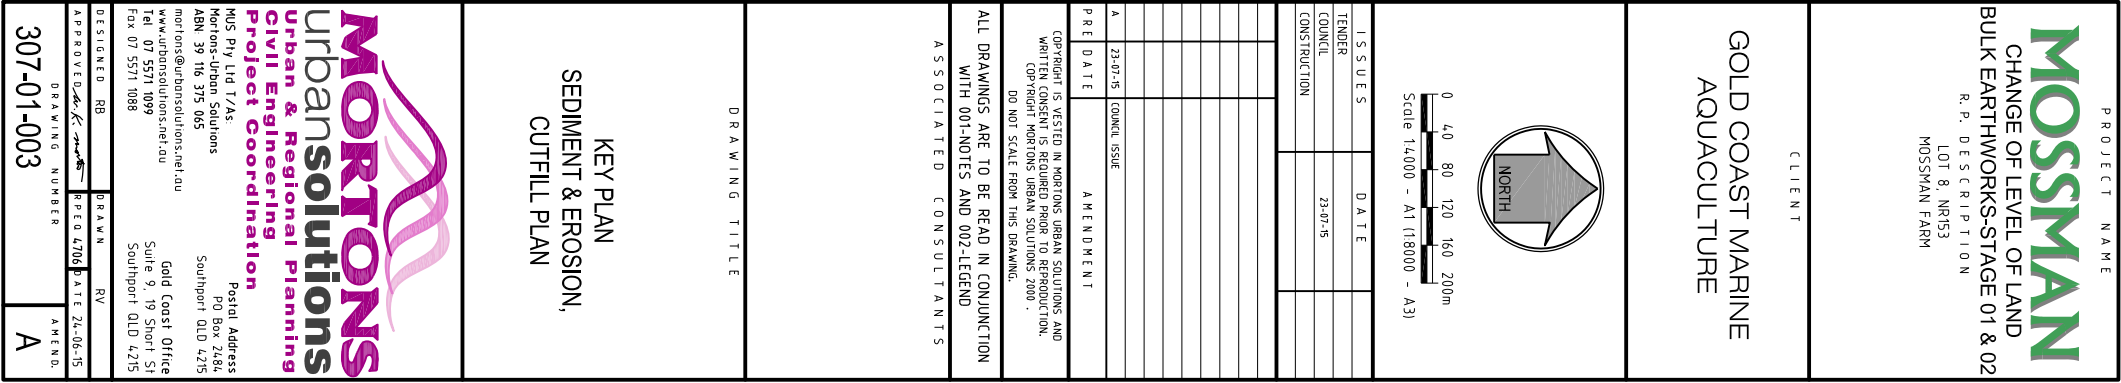 PROJECT NAME
MOSSMAN
CHANGE OF LEVEL OF LAND
BULK EARTHWORKS-STAGE 01 & 02
R.P. DESCRIPTION
LOT 8, NR153
MOSSMAN FARM
CLIENT
GOLD COAST MARINE
AQUACULTURE
NORTH
0 40 80 120 160 200m
Scale 1:4000 - A1 (1:8000 - A3)
ISSUES DATE
TENDER
COUNCIL 23-07-15
CONSTRUCTION
A 23-07-15 COUNCIL ISSUE
PRE DATE AMENDMENT
COPYRIGHT IS VESTED IN MORTONS URBAN SOLUTIONS AND
WRITTEN CONSENT IS REQUIRED PRIOR TO REPRODUCTION.
COPYRIGHT MORTONS URBAN SOLUTIONS 2000 .
DO NOT SCALE FROM THIS DRAWING.
ALL DRAWINGS ARE TO BE READ IN CONJUNCTION
WITH 001-NOTES AND 002-LEGEND
ASSOCIATED CONSULTANTS
DRAWING TITLE
KEY PLAN
SEDIMENT & EROSION,
CUTFILL PLAN
MORTONS
urbansolutions
Urban & Regional Planning
Civil Engineering
Project Coordination
MUS Pty Ltd T/As:
Mortons-Urban Solutions
ABN: 39 116 375 065
mortons@urbansolutions.net.au
www.urbansolutions.net.au
Tel 07 5571 1099
Fax 07 5571 1088
Postal Address
PO Box 2484
Southport QLD 4215
Gold Coast Office
Suite 9, 19 Short St
Southport QLD 4215
DESIGNED RB DRAWN RV
APPROVED RPEQ 4706 DATE 24-06-15
DRAWING NUMBER AMEND.
307-01-003 A